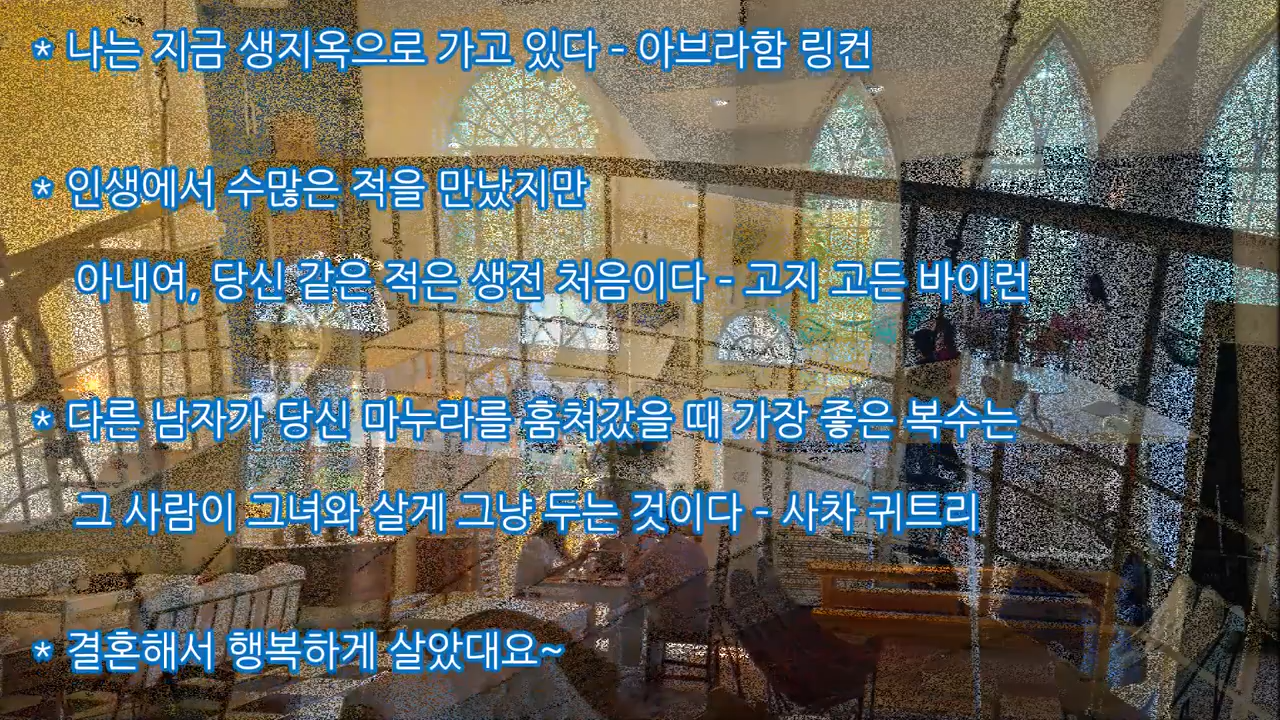 * 나는 지금 생지옥으로 가고 있다 - 아브라함 링컨
* 인생에서 수많은 적을 만났지만
아내여, 당신 같은 적은 생전 처음이다 - 고지 고든 바이런
* 다른 남자가 당신 마누라를 훔쳐갔을 때 가장 좋은 복수는
그 사람이 그녀와 살게 그냥 두는 것이다 - 사차 귀트리
* 결혼해서 행복하게 살았대요~